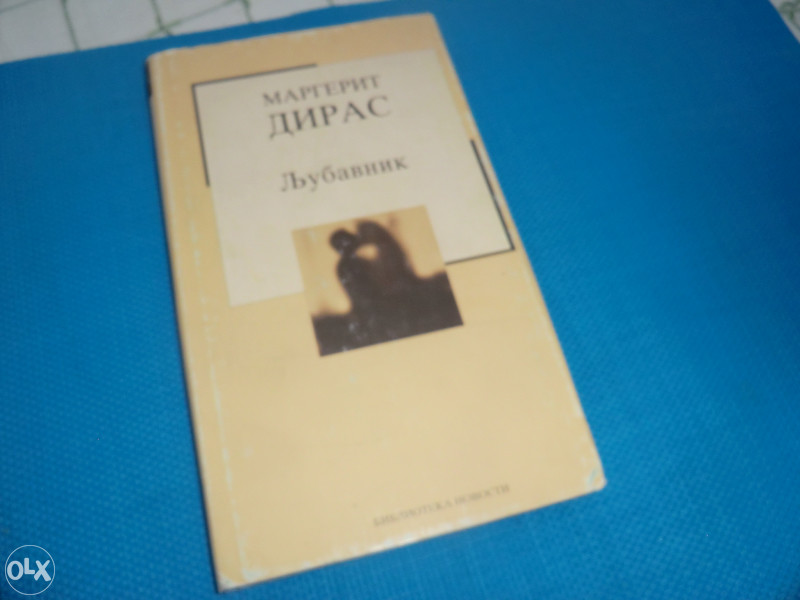 МАРГЕРИТ
ДИРАС
Љубавник
БИБЛИОТЕКА НОВОСТИ
OLX